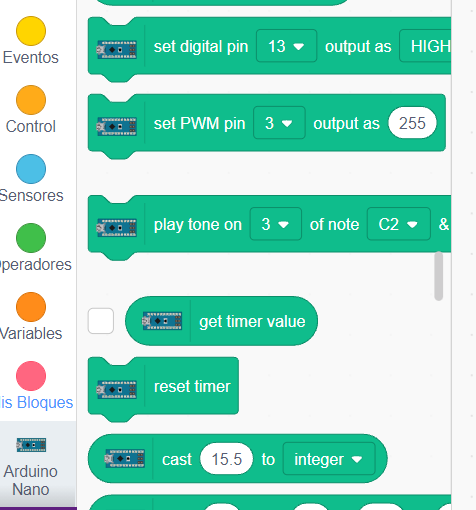 Eventos
Control
Sensores
peradores
Variables
is Bloques
Arduino
Nano
set digital pin 13 output as HIGH
set PWM pin 3 output as 255
play tone on 3 of note C2 &
get timer value
reset timer
cast 15.5 to integer